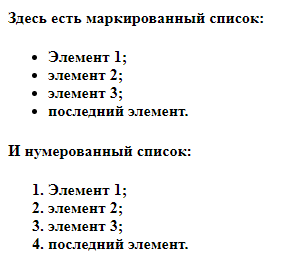 Здесь есть маркированный список:
• Элемент 1;
• элемент 2;
• элемент 3;
• последний элемент.
И нумерованный список:
1. Элемент 1;
2. элемент 2;
3. элемент 3;
4. последний элемент.